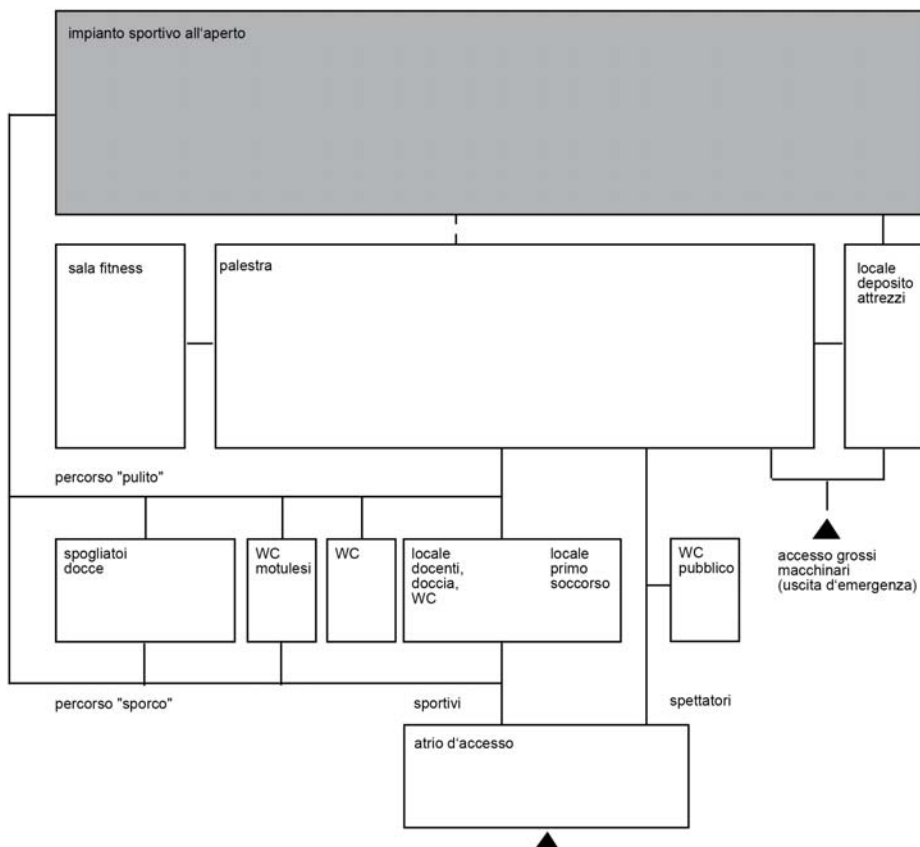 impianto sportivo all'aperto
sala fitness
palestra
locale
deposito
attrezzi
percorso "pulito"
spogliatoi
docce
WC
motulesi
WC
locale
docenti,
doccia,
WC
locale
primo
soccorso
WC
pubblico
accesso grossi
macchinari
(uscita d'emergenza)
percorso "sporco"
sportivi
spettatori
atrio d'accesso